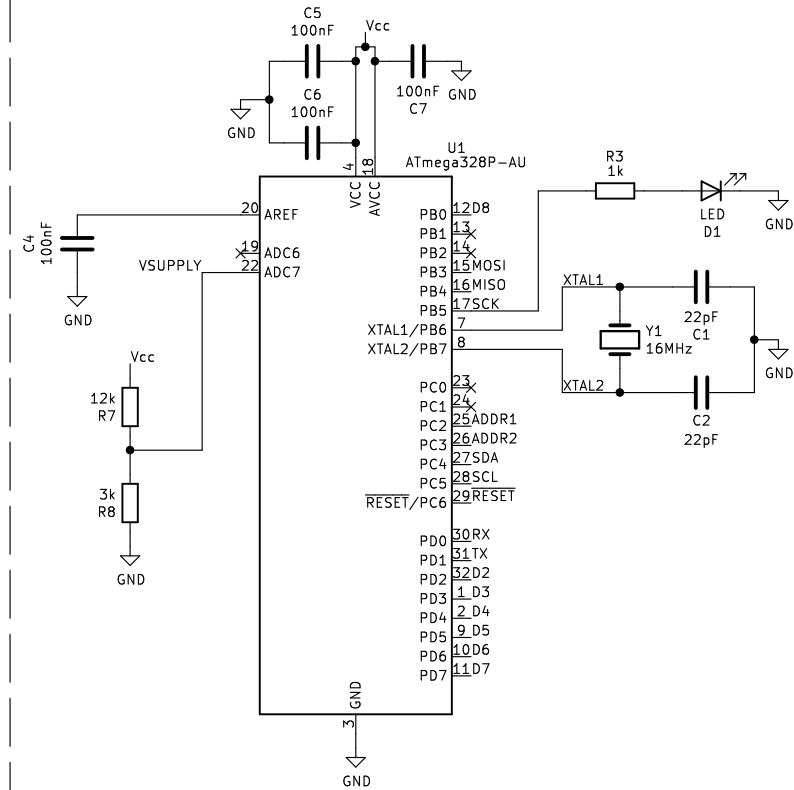 C5
100nF
Vcc
C6
100nF
100nF
C7
GND
GND
U1
ATmega328P-AU
4
18
VCC
AVCC
R3
1k
LED
D1
GND
C4
100nF
GND
20
AREF
19
ADC6
VSUPPLY
22
ADC7
PB0
12
D8
PB1
13
PB2
14
PB3
15
MOSI
PB4
16
MISO
PB5
17
SCK
XTAL1/PB6
7
XTAL2/PB7
8
XTAL1
22pF
C1
Y1
16MHz
GND
XTAL2
C2
22pF
PC0
23
PC1
24
PC2
25
ADDR1
PC3
26
ADDR2
PC4
27
SDA
PC5
28
SCL
RESET/PC6
29
RESET
Vcc
12k
R7
3k
R8
GND
PD0
30
RX
PD1
31
TX
PD2
32
D2
PD3
1
D3
PD4
2
D4
PD5
9
D5
PD6
10
D6
PD7
11
D7
GND
3
GND